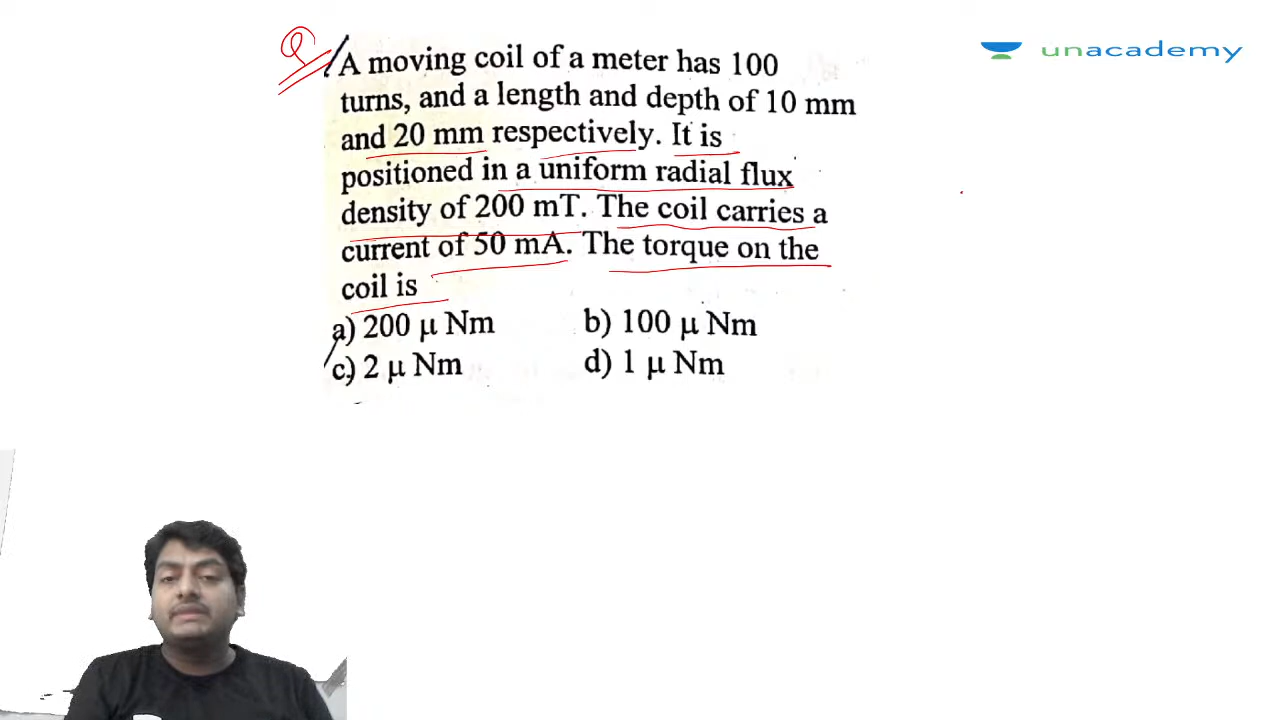 unacademy
Q.
A moving coil of a meter has 100
turns, and a length and depth of 10 mm
and 20 mm respectively. It is
positioned in a uniform radial flux
density of 200 mT. The coil carries a
current of 50 mA. The torque on the
coil is
a) 200 μ Nm b) 100 μ Nm
c) 2 μ Nm d) 1 μ Nm